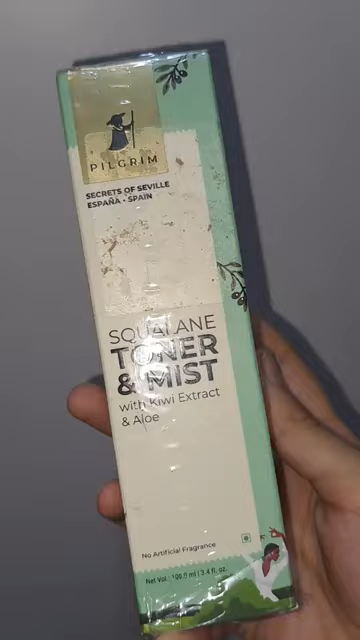 PILGRIM
SECRETS OF SEVILLE
ESPAÑA • SPAIN
SQUALANE
TONER
& MIST
with Kiwi Extract
& Aloe
No Artificial Fragrance
Net Vol.: 100.0 ml | 3.4 fl. oz.